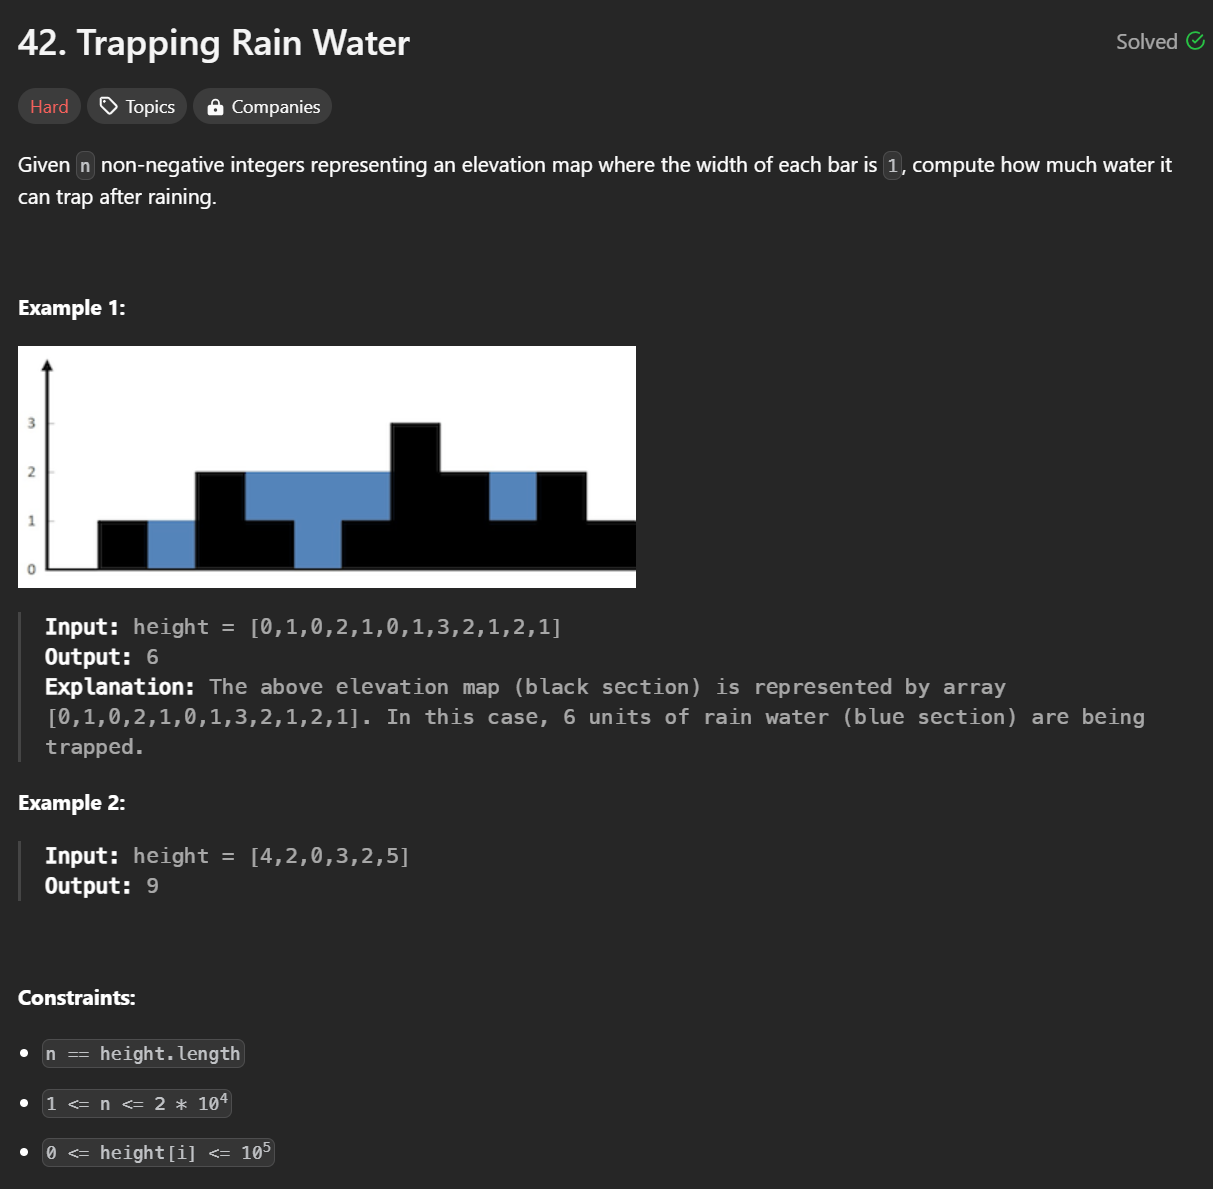 42. Trapping Rain Water
Solved
Hard
Topics
Companies
Given n non-negative integers representing an elevation map where the width of each bar is 1, compute how much water it
can trap after raining.
Example 1:
3
2
1
0
Input: height = [0,1,0,2,1,0,1,3,2,1,2,1]
Output: 6
Explanation: The above elevation map (black section) is represented by array
[0,1,0,2,1,0,1,3,2,1,2,1]. In this case, 6 units of rain water (blue section) are being
trapped.
Example 2:
Input: height = [4,2,0,3,2,5]
Output: 9
Constraints:
n == height.length
1 <= n <= 2 * 10⁴
0 <= height[i] <= 10⁵